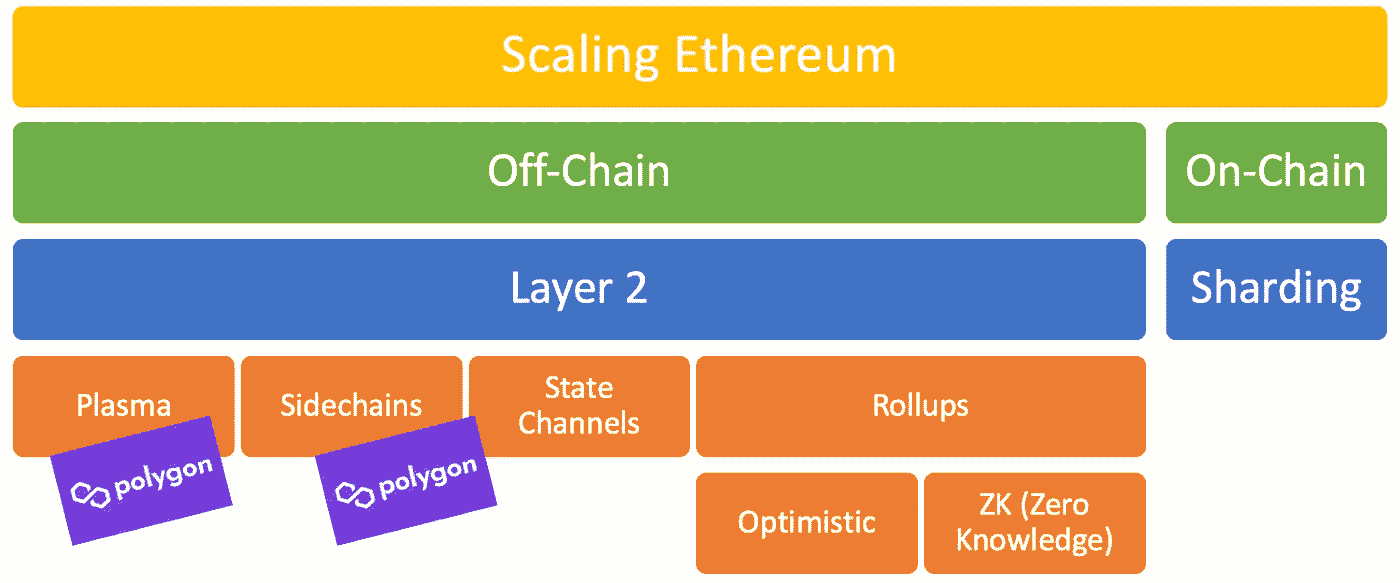 Scaling Ethereum
Off-Chain
On-Chain
Layer 2
Sharding
Plasma
Sidechains
State
Channels
Rollups
polygon
polygon
Optimistic
ZK (Zero
Knowledge)